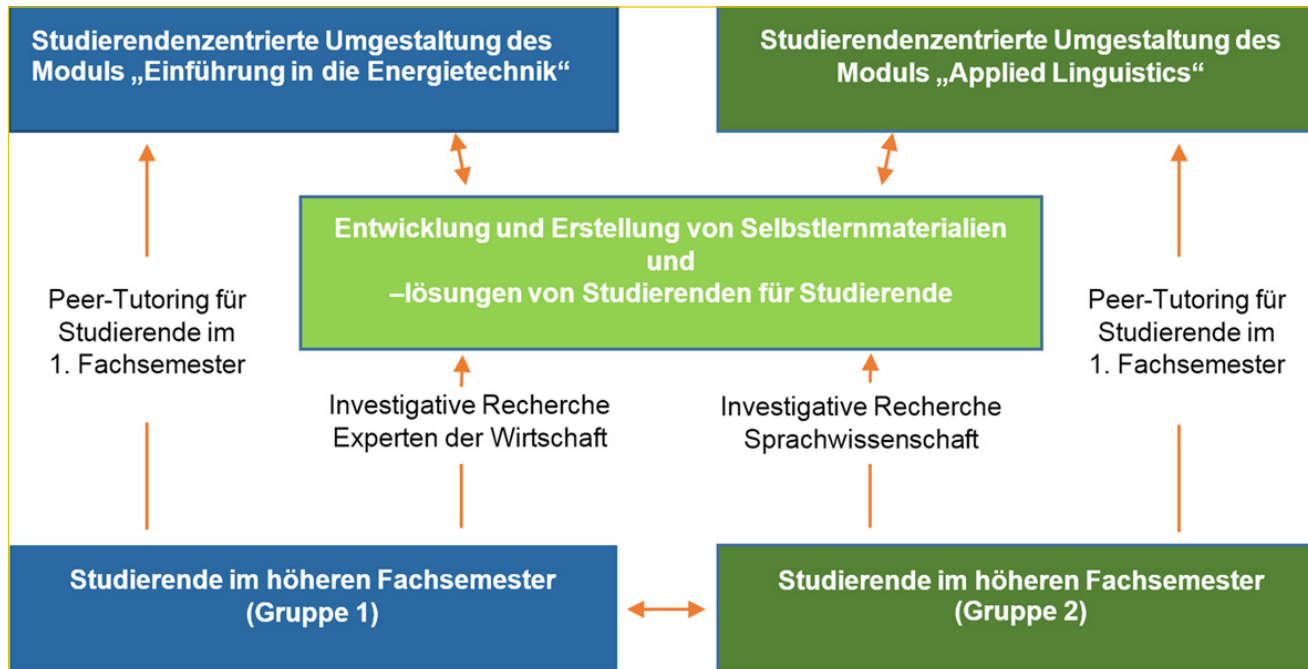 Studierendenzentrierte Umgestaltung des
Moduls „Einführung in die Energietechnik“
Studierendenzentrierte Umgestaltung des
Moduls „Applied Linguistics“
Entwicklung und Erstellung von Selbstlernmaterialien
und
–lösungen von Studierenden für Studierende
Peer-Tutoring für
Studierende im
1. Fachsemester
Peer-Tutoring für
Studierende im
1. Fachsemester
Investigative Recherche
Experten der Wirtschaft
Investigative Recherche
Sprachwissenschaft
Studierende im höheren Fachsemester
(Gruppe 1)
Studierende im höheren Fachsemester
(Gruppe 2)